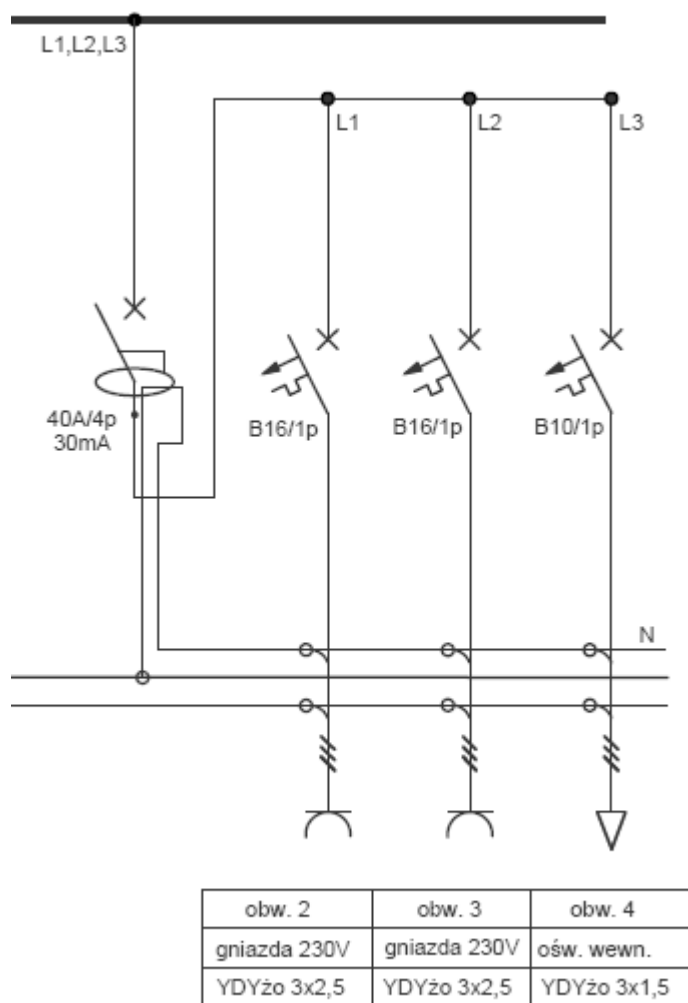 L1,L2,L3
L1
L2
L3
40A/4p
30mA
B16/1p
B16/1p
B10/1p
N
obw. 2
obw. 3
obw. 4
gniazda 230V
gniazda 230V
ośw. wewn.
YDYżo 3x2,5
YDYżo 3x2,5
YDYżo 3x1,5